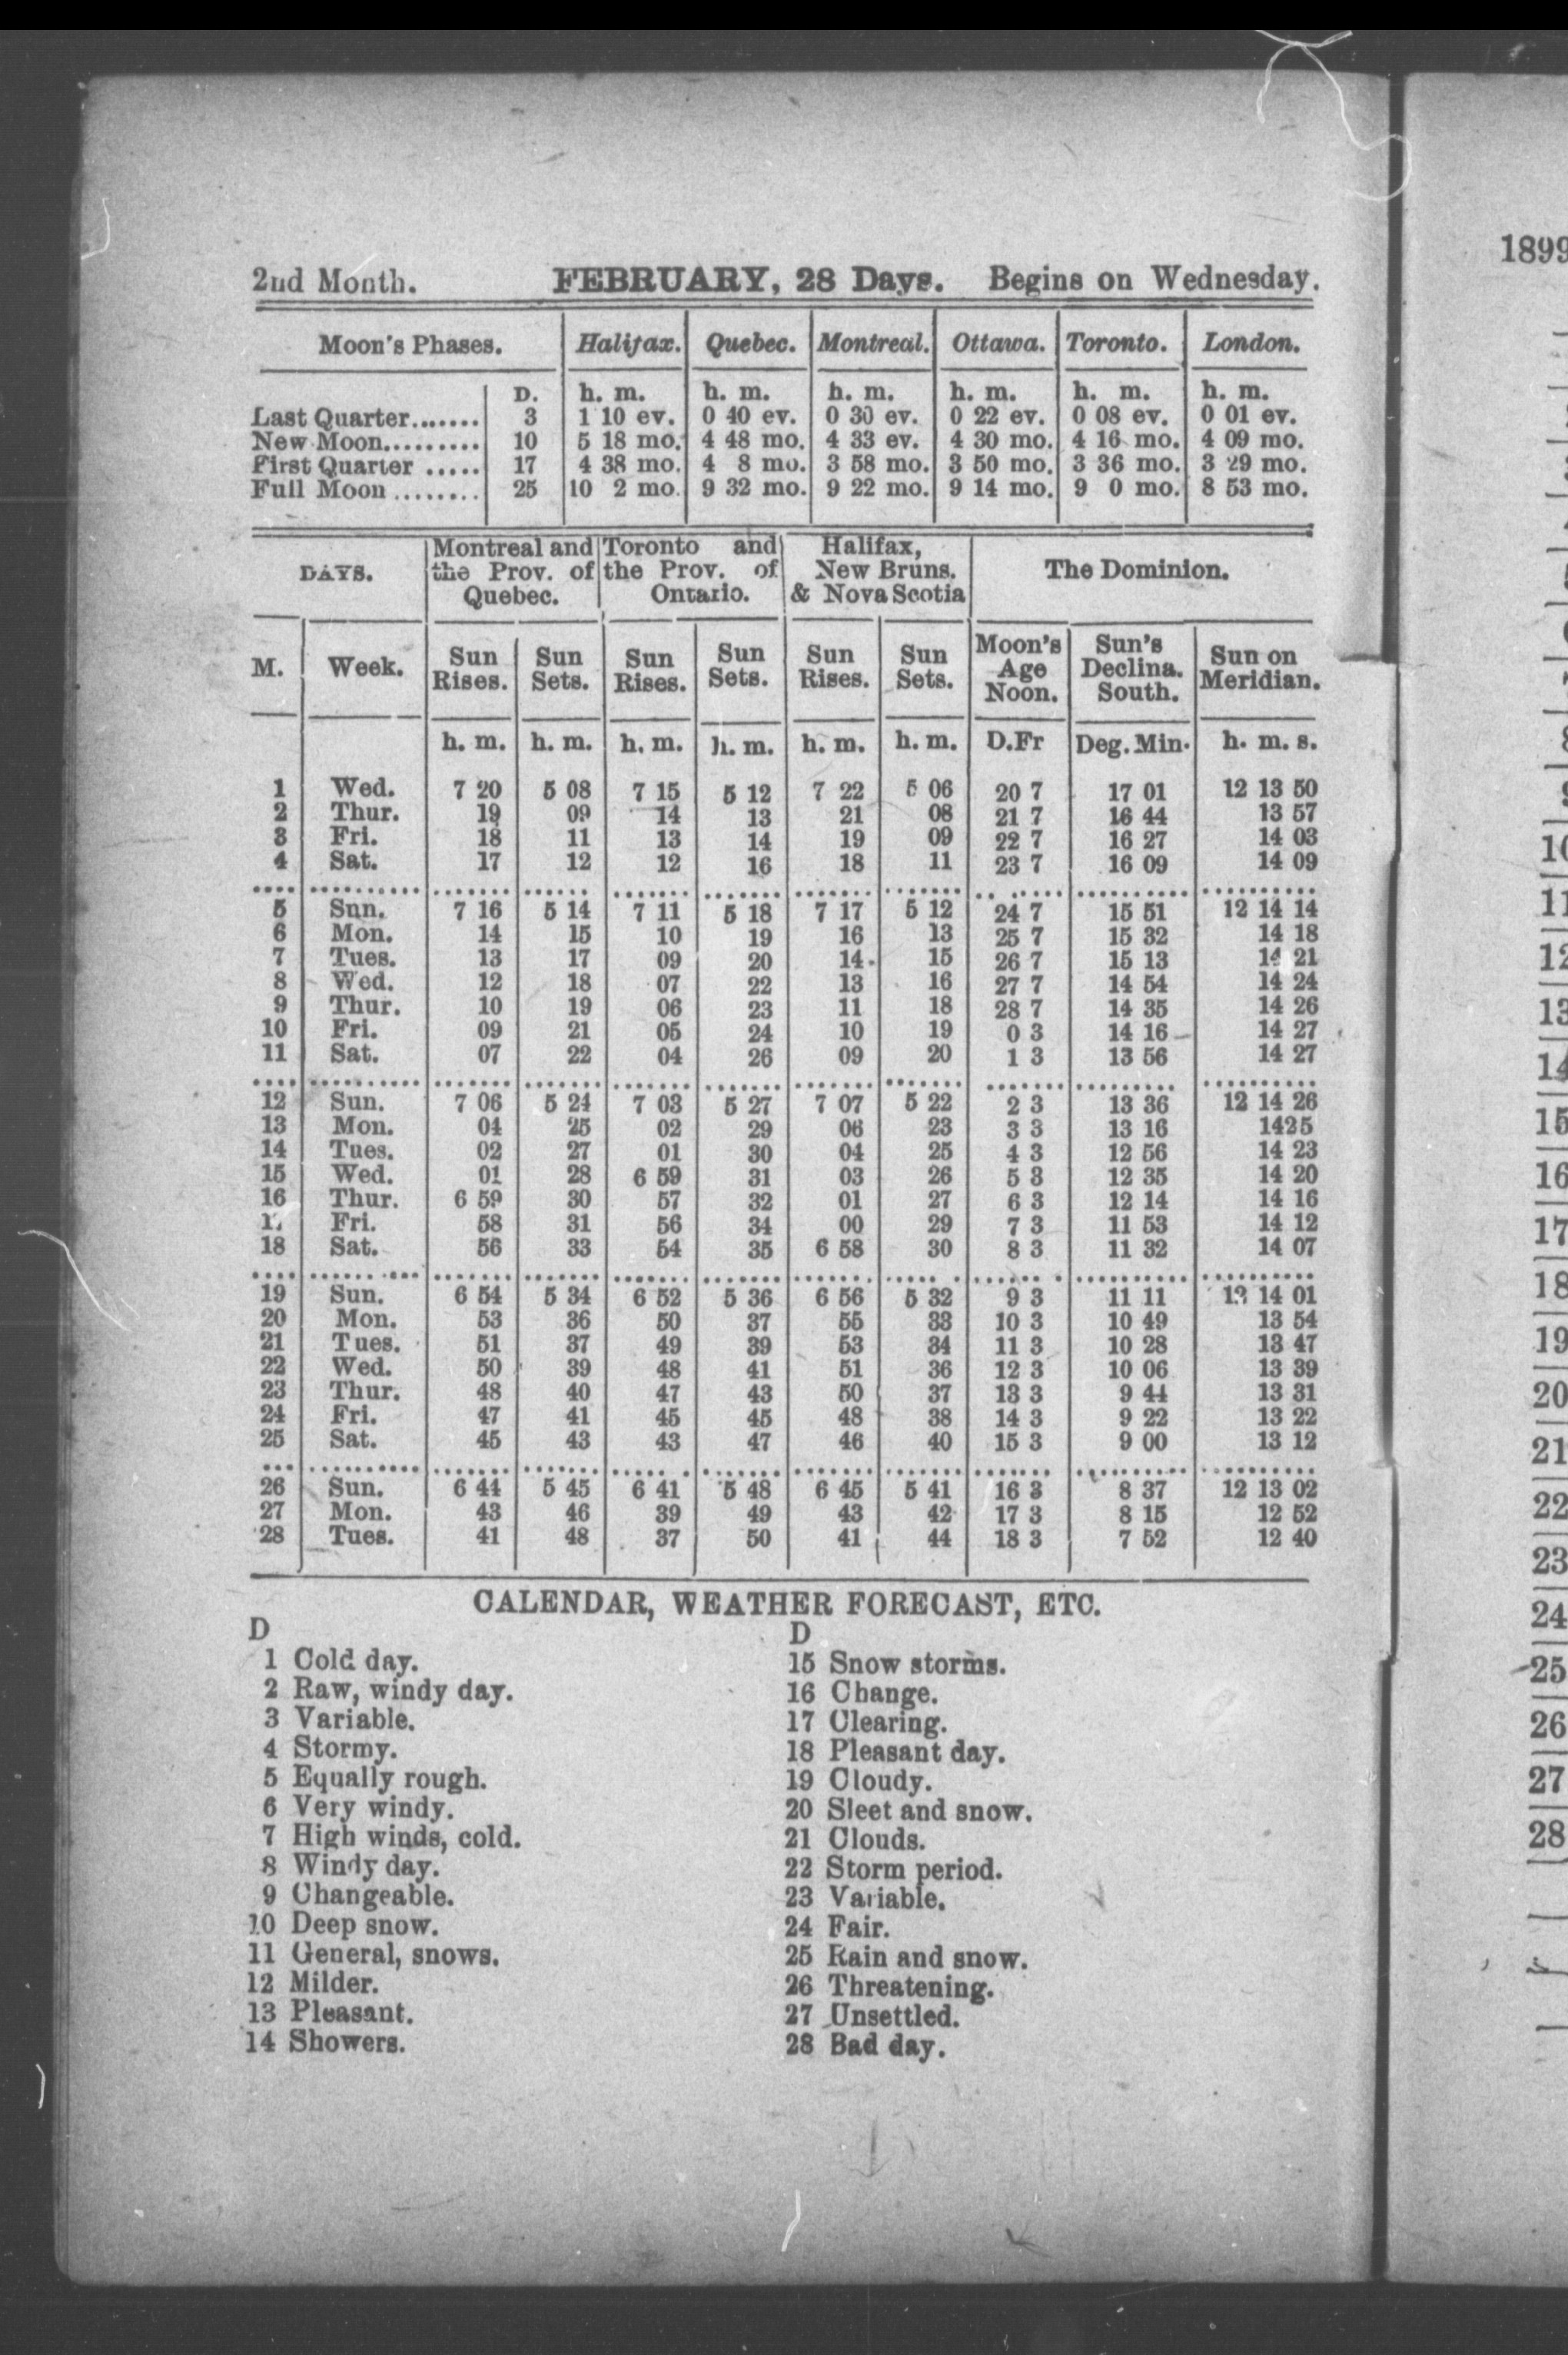 2nd Month. FEBRUARY, 28 Days. Begins on Wednesday.
Moon's Phases. Halifax. Quebec. Montreal. Ottawa. Toronto. London.
D. h. m. h. m. h. m. h. m. h. m. h. m.
Last Quarter....... 3 1 10 ev. 0 40 ev. 0 30 ev. 0 22 ev. 0 08 ev. 0 01 ev.
New Moon......... 10 5 18 mo. 4 48 mo. 4 33 ev. 4 30 mo. 4 16 mo. 4 09 mo.
First Quarter ..... 17 4 38 mo. 4 8 mo. 3 58 mo. 3 50 mo. 3 36 mo. 3 29 mo.
Full Moon ........ 25 10 2 mo. 9 32 mo. 9 22 mo. 9 14 mo. 9 0 mo. 8 53 mo.
DAYS. Montreal and the Prov. of Quebec. Toronto and the Prov. of Ontario. Halifax, New Bruns. & Nova Scotia The Dominion.
M. Week. Sun Rises. Sun Sets. Sun Rises. Sun Sets. Sun Rises. Sun Sets. Moon's Age Noon. Sun's Declina. South. Sun on Meridian.
h. m. h. m. h. m. h. m. h. m. h. m. D.Fr Deg. Min. h. m. s.
1 Wed. 7 20 5 08 7 15 5 12 7 22 5 06 20 7 17 01 12 13 50
2 Thur. 19 09 14 13 21 08 21 7 16 44 13 57
3 Fri. 18 11 13 14 19 09 22 7 16 27 14 03
4 Sat. 17 12 12 16 18 11 23 7 16 09 14 09
5 Sun. 7 16 5 14 7 11 5 18 7 17 5 12 24 7 15 51 12 14 14
6 Mon. 14 15 10 19 16 13 25 7 15 32 14 18
7 Tues. 13 17 09 20 14 15 26 7 15 13 14 21
8 Wed. 12 18 07 22 13 16 27 7 14 54 14 24
9 Thur. 10 19 06 23 11 18 28 7 14 35 14 26
10 Fri. 09 21 05 24 10 19 0 3 14 16 14 27
11 Sat. 07 22 04 26 09 20 1 3 13 56 14 27
12 Sun. 7 06 5 24 7 03 5 27 7 07 5 22 2 3 13 36 12 14 26
13 Mon. 04 25 02 29 06 23 3 3 13 16 1425
14 Tues. 02 27 01 30 04 25 4 3 12 56 14 23
15 Wed. 01 28 6 59 31 03 26 5 3 12 35 14 20
16 Thur. 6 59 30 57 32 01 27 6 3 12 14 14 16
Fri. 58 31 56 34 00 29 7 3 11 53 14 12
18 Sat. 56 33 54 35 6 58 30 8 3 11 32 14 07
19 Sun. 6 54 5 34 6 52 5 36 6 56 5 32 9 3 11 11 12 14 01
20 Mon. 53 36 50 37 55 33 10 3 10 49 13 54
21 Tues. 51 37 49 39 53 34 11 3 10 28 13 47
22 Wed. 50 39 48 41 51 36 12 3 10 06 13 39
23 Thur. 48 40 47 43 50 37 13 3 9 44 13 31
24 Fri. 47 41 45 45 48 38 14 3 9 22 13 22
25 Sat. 45 43 43 47 46 40 15 3 9 00 13 12
26 Sun. 6 44 5 45 6 41 5 48 6 45 5 41 16 3 8 37 12 13 02
27 Mon. 43 46 39 49 43 42 17 3 8 15 12 52
28 Tues. 41 48 37 50 41 44 18 3 7 52 12 40
CALENDAR, WEATHER FORECAST, ETC.
D
1 Cold day.
2 Raw, windy day.
3 Variable.
4 Stormy.
5 Equally rough.
6 Very windy.
7 High winds, cold.
8 Windy day.
9 Changeable.
10 Deep snow.
11 General, snows.
12 Milder.
13 Pleasant.
14 Showers.
D
15 Snow storms.
16 Change.
17 Clearing.
18 Pleasant day.
19 Cloudy.
20 Sleet and snow.
21 Clouds.
22 Storm period.
23 Variable.
24 Fair.
25 Rain and snow.
26 Threatening.
27 Unsettled.
28 Bad day.
1899
11
12
13
14
15
16
17
18
19
20
21
22
23
24
25
26
27
28